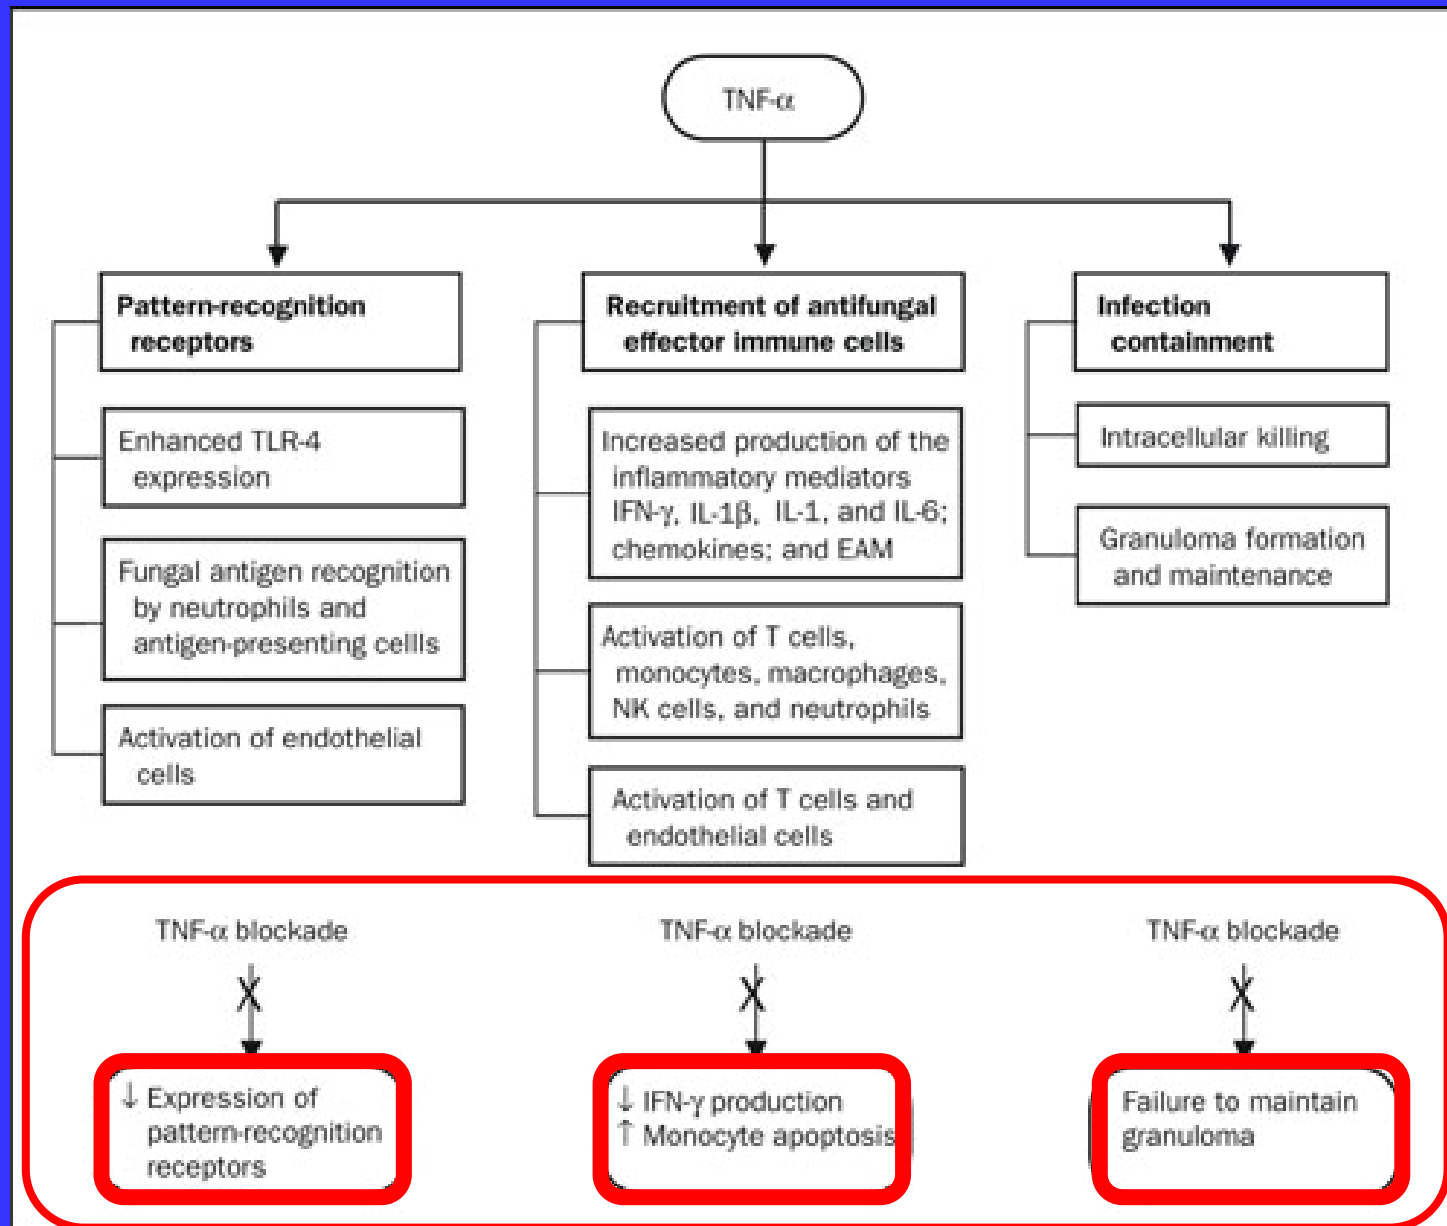 TNF-α
Pattern-recognition
receptors
Enhanced TLR-4
expression
Fungal antigen recognition
by neutrophils and
antigen-presenting cellls
Activation of endothelial
cells
Recruitment of antifungal
effector immune cells
Increased production of the
inflammatory mediators
IFN-γ, IL-1β, IL-1, and IL-6;
chemokines; and EAM
Activation of T cells,
monocytes, macrophages,
NK cells, and neutrophils
Activation of T cells and
endothelial cells
Infection
containment
Intracellular killing
Granuloma formation
and maintenance
TNF-α blockade
X
↓ Expression of
pattern-recognition
receptors
TNF-α blockade
X
↓ IFN-γ production
↑ Monocyte apoptosis
TNF-α blockade
X
Failure to maintain
granuloma